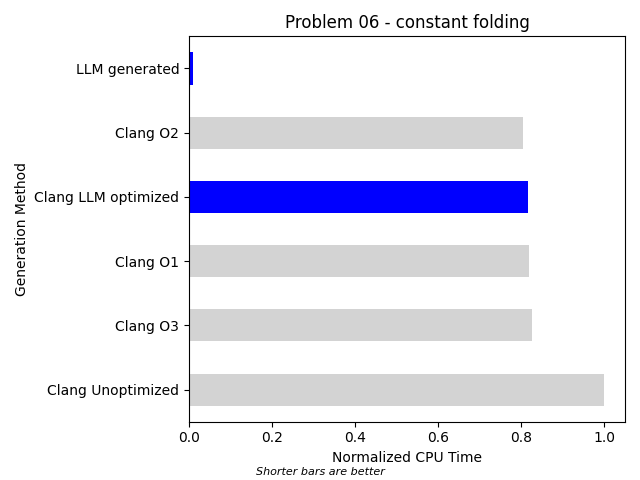 Problem 06 - constant folding
LLM generated
Clang O2
Clang LLM optimized
Clang O1
Clang O3
Clang Unoptimized
Generation Method
0.0 0.2 0.4 0.6 0.8 1.0
Normalized CPU Time
Shorter bars are better